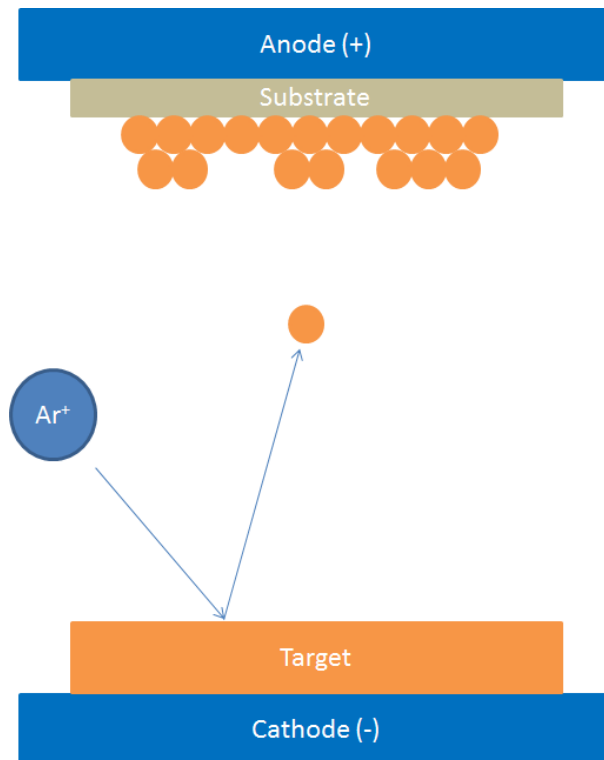 Anode (+)
Substrate
Ar⁺
Target
Cathode (-)